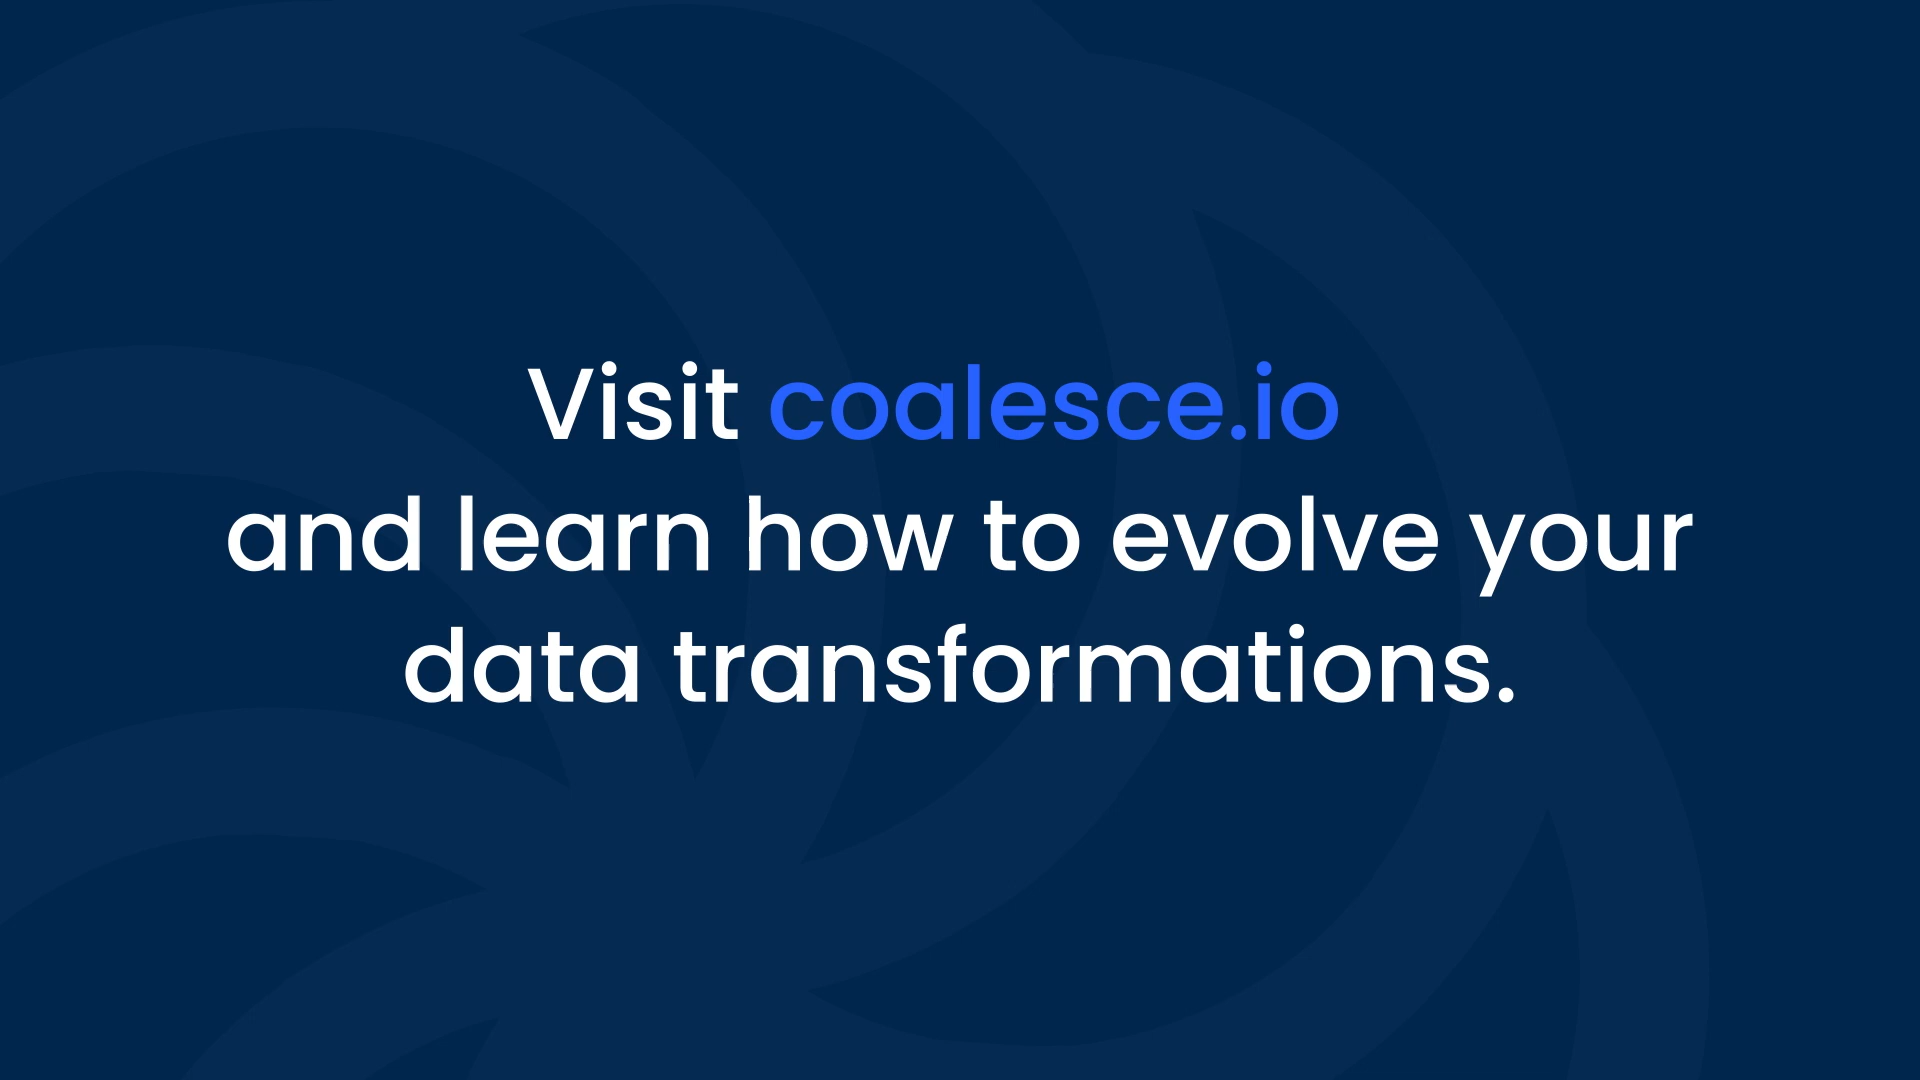 Visit coalesce.io
and learn how to evolve your
data transformations.